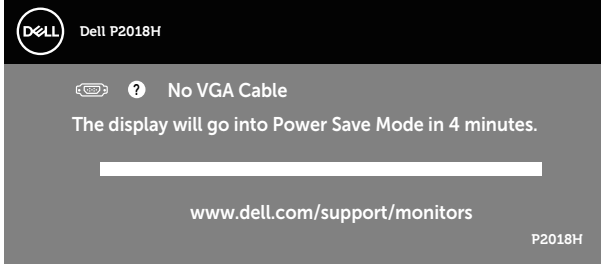 DELL Dell P2018H
? No VGA Cable
The display will go into Power Save Mode in 4 minutes.
www.dell.com/support/monitors
P2018H